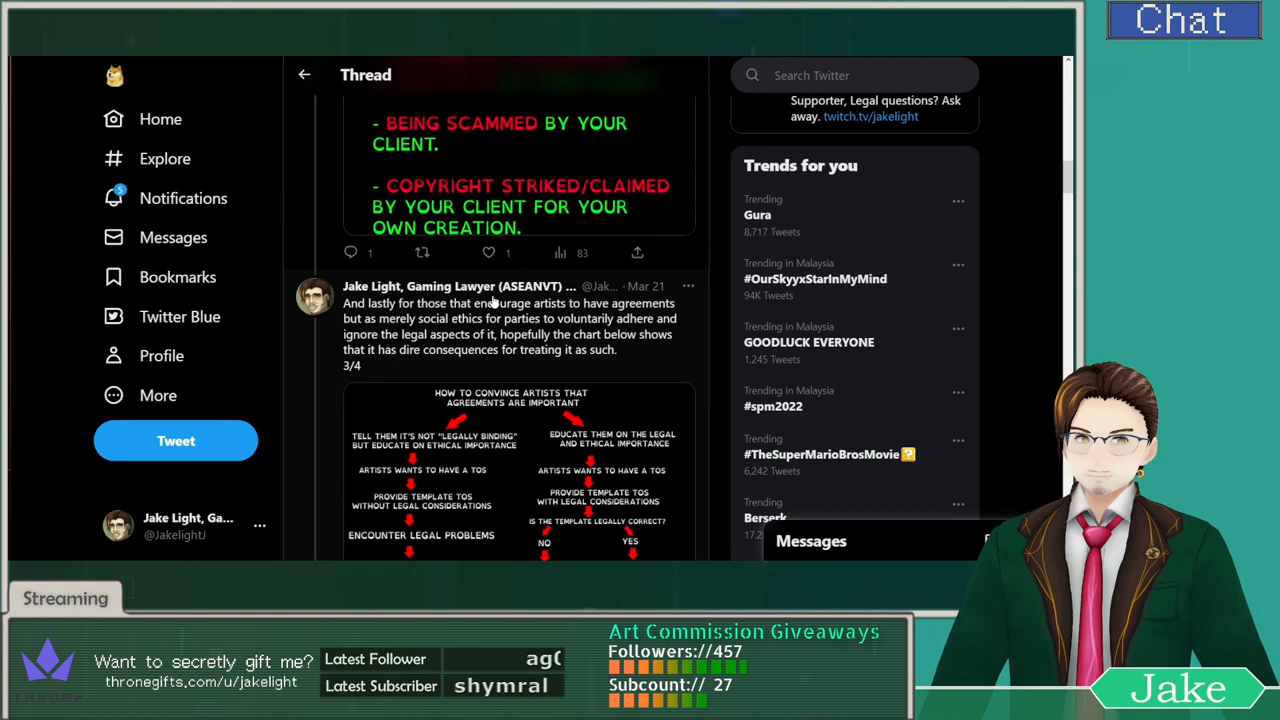 Chat
Home
Explore
5
Notifications
Messages
Bookmarks
Twitter Blue
Profile
More
Tweet
Jake Light, Ga...
@JakelightJ
Thread
- BEING SCAMMED BY YOUR
CLIENT.
- COPYRIGHT STRIKED/CLAIMED
BY YOUR CLIENT FOR YOUR
OWN CREATION.
1
1
83
Jake Light, Gaming Lawyer (ASEANVT) ... @Jak... · Mar 21
And lastly for those that encourage artists to have agreements
but as merely social ethics for parties to voluntarily adhere and
ignore the legal aspects of it, hopefully the chart below shows
that it has dire consequences for treating it as such.
3/4
HOW TO CONVINCE ARTISTS THAT
AGREEMENTS ARE IMPORTANT
TELL THEM IT'S NOT "LEGALLY BINDING"
BUT EDUCATE ON ETHICAL IMPORTANCE
ARTISTS WANTS TO HAVE A TOS
PROVIDE TEMPLATE TOS
WITHOUT LEGAL CONSIDERATIONS
ENCOUNTER LEGAL PROBLEMS
EDUCATE THEM ON THE LEGAL
AND ETHICAL IMPORTANCE
ARTISTS WANTS TO HAVE A TOS
PROVIDE TEMPLATE TOS
WITH LEGAL CONSIDERATIONS
IS THE TEMPLATE LEGALLY CORRECT?
NO
YES
Search Twitter
Supporter, Legal questions? Ask
away. twitch.tv/jakelight
Trends for you
Trending
Gura
8,717 Tweets
Trending in Malaysia
#OurSkyyxStarInMyMind
94K Tweets
Trending in Malaysia
GOODLUCK EVERYONE
1,245 Tweets
Trending in Malaysia
#spm2022
Trending
#TheSuperMarioBrosMovie
6,242 Tweets
Trending
Berserk
17.2
Messages
Streaming
THRONE
Want to secretly gift me?
thronegifts.com/u/jakelight
Latest Follower
ag(
Latest Subscriber
shymral
Art Commission Giveaways
Followers://457
Subcount:// 27
Jake